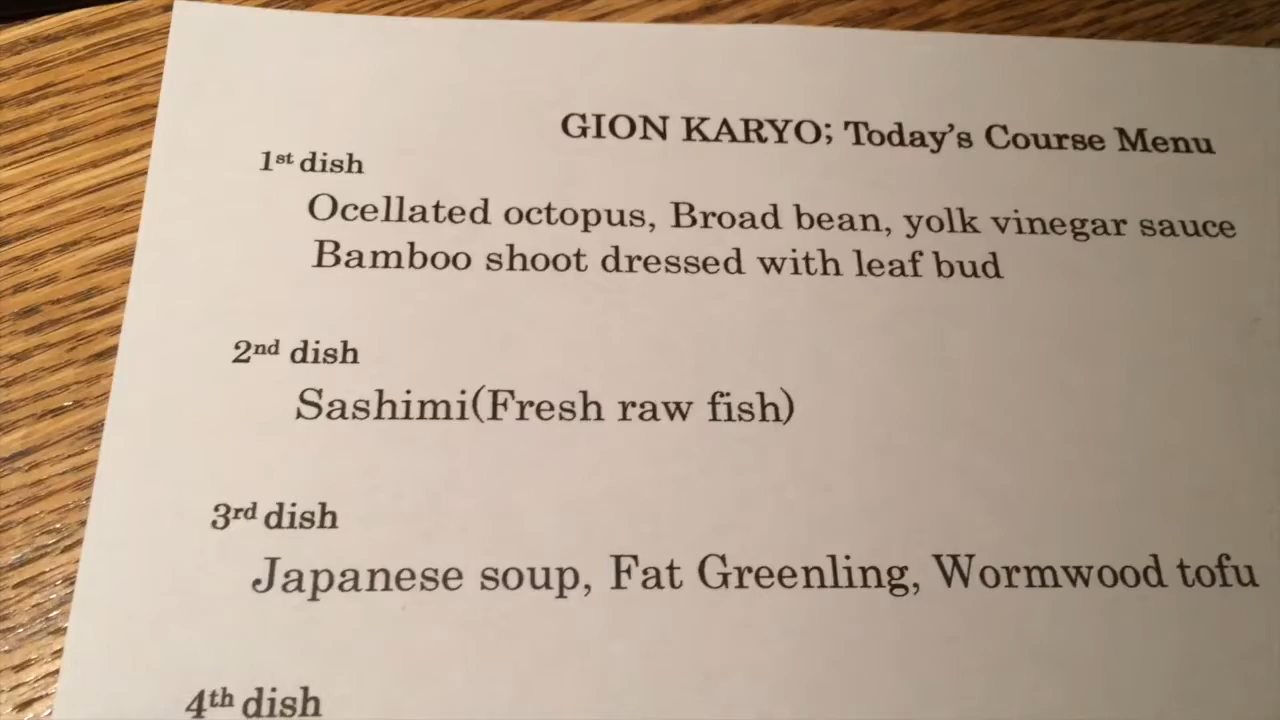 GION KARYO; Today's Course Menu
1st dish
Ocellated octopus, Broad bean, yolk vinegar sauce
Bamboo shoot dressed with leaf bud
2nd dish
Sashimi(Fresh raw fish)
3rd dish
Japanese soup, Fat Greenling, Wormwood tofu
4th dish